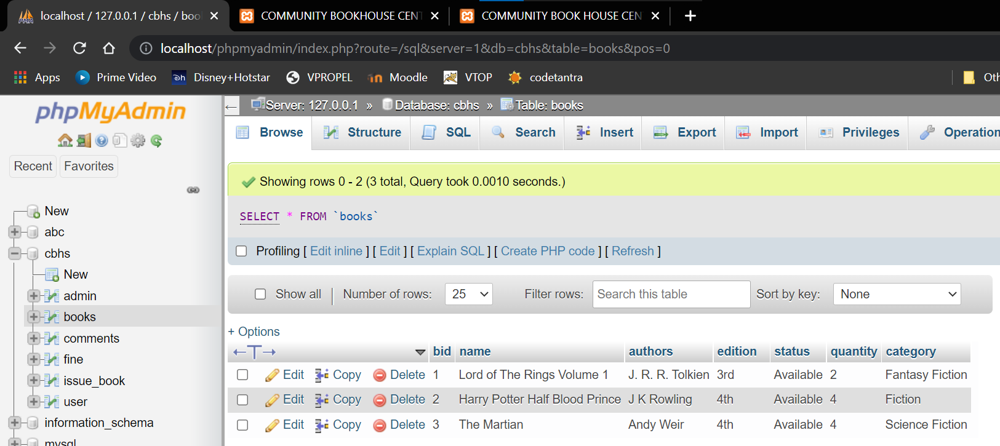 localhost / 127.0.0.1 / cbhs / boo
COMMUNITY BOOKHOUSE CENT
COMMUNITY BOOK HOUSE CEN
localhost/phpmyadmin/index.php?route=/sql&server=1&db=cbhs&table=books&pos=0
Apps Prime Video Disney+Hotstar VPROPEL Moodle VTOP codetantra Oth
phpMyAdmin
Recent Favorites
New
abc
cbhs
New
admin
books
comments
fine
issue_book
user
information_schema
mysql
Server: 127.0.0.1 » Database: cbhs » Table: books
Browse Structure SQL Search Insert Export Import Privileges Operation
Showing rows 0 - 2 (3 total, Query took 0.0010 seconds.)
SELECT * FROM `books`
Profiling [ Edit inline ] [ Edit ] [ Explain SQL ] [ Create PHP code ] [ Refresh ]
Show all | Number of rows: 25 Filter rows: Search this table Sort by key: None
+ Options
bid name authors edition status quantity category
Edit Copy Delete 1 Lord of The Rings Volume 1 J. R. R. Tolkien 3rd Available 2 Fantasy Fiction
Edit Copy Delete 2 Harry Potter Half Blood Prince J K Rowling 4th Available 4 Fiction
Edit Copy Delete 3 The Martian Andy Weir 4th Available 4 Science Fiction